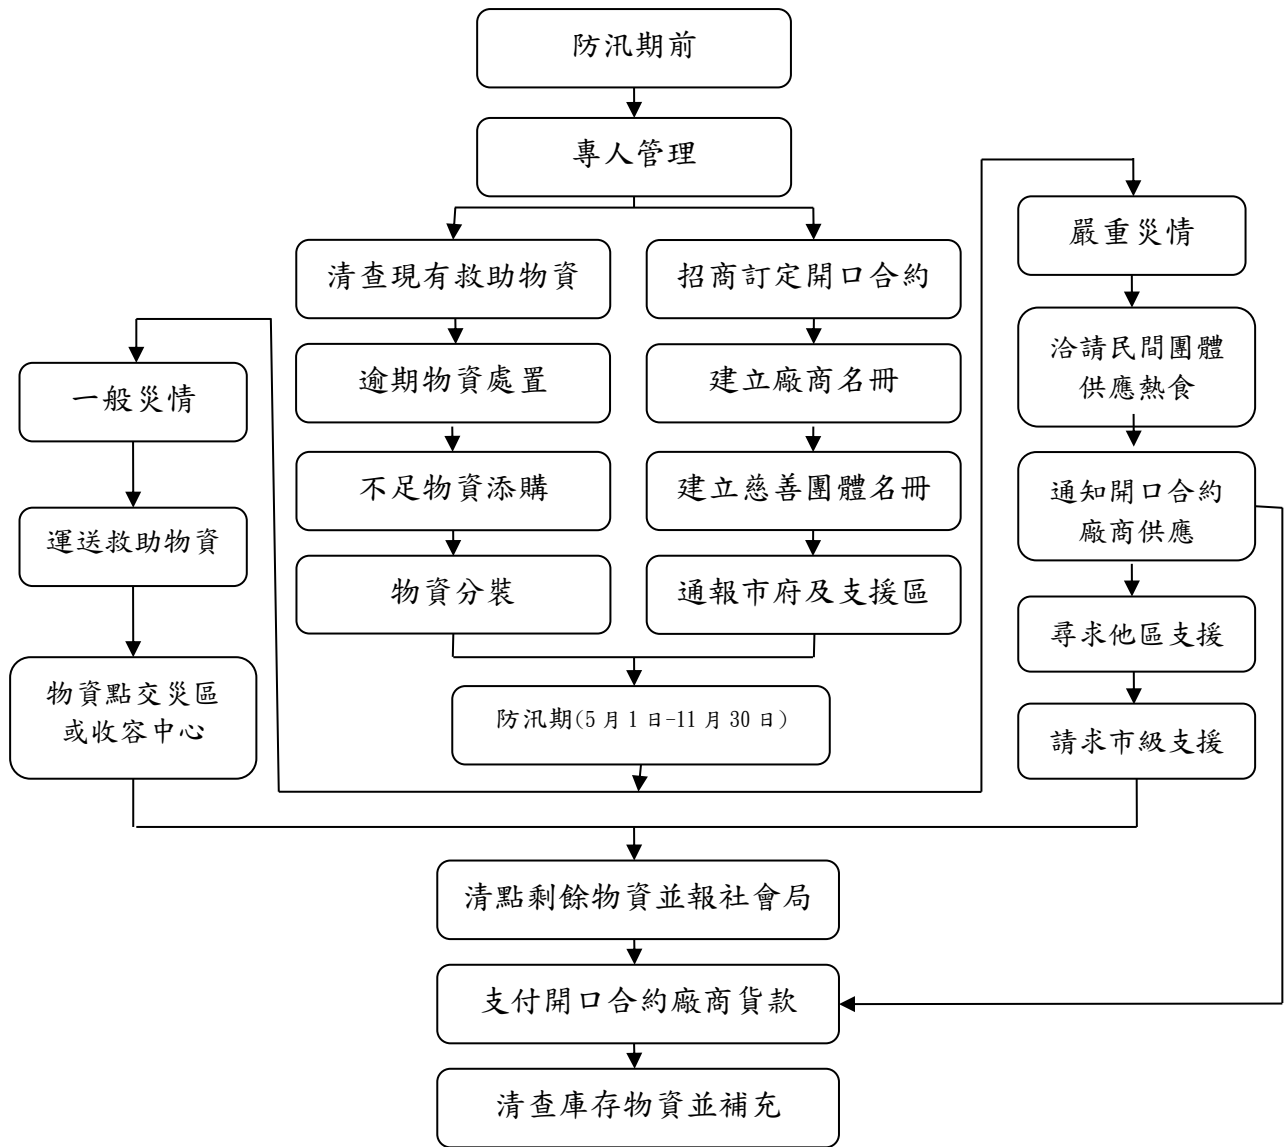 防汛期前
專人管理
清查現有救助物資
逾期物資處置
不足物資添購
物資分裝
招商訂定開口合約
建立廠商名冊
建立慈善團體名冊
通報市府及支援區
防汛期(5月1日-11月30日)
一般災情
運送救助物資
物資點交災區
或收容中心
嚴重災情
洽請民間團體
供應熱食
通知開口合約
廠商供應
尋求他區支援
請求市級支援
清點剩餘物資並報社會局
支付開口合約廠商貨款
清查庫存物資並補充